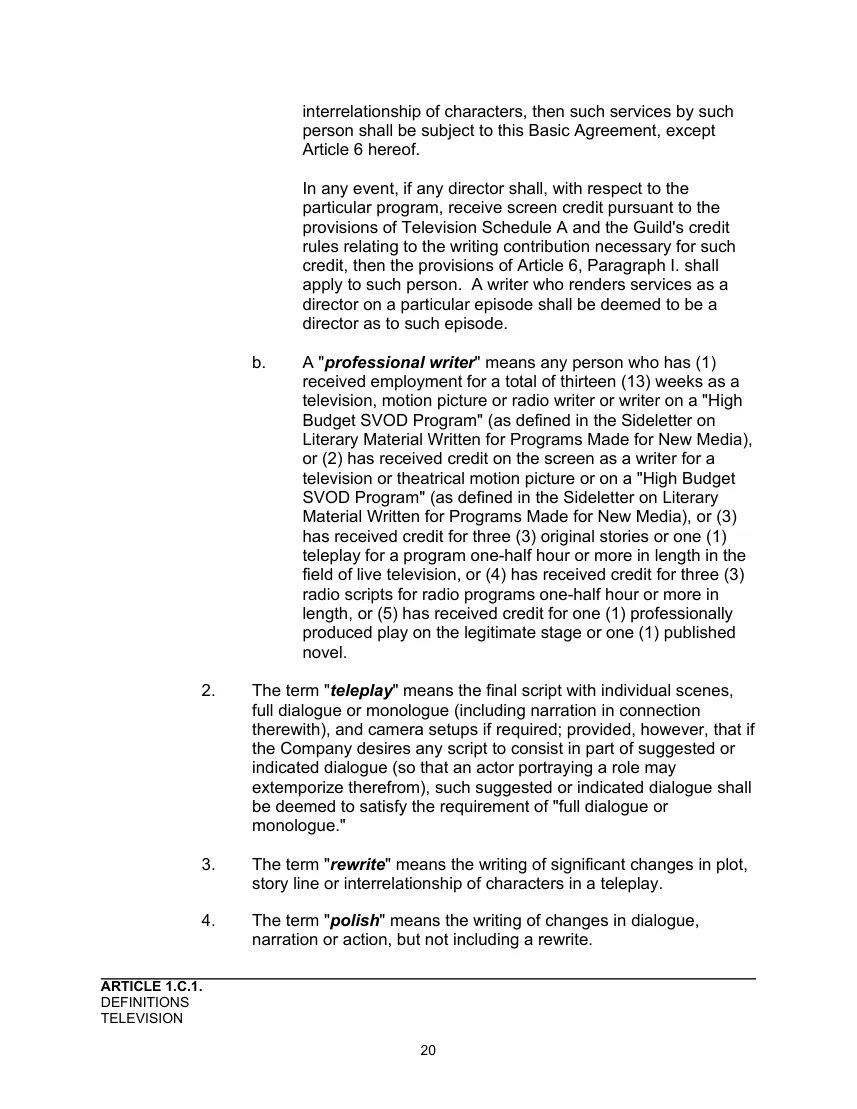 interrelationship of characters, then such services by such
person shall be subject to this Basic Agreement, except
Article 6 hereof.
In any event, if any director shall, with respect to the
particular program, receive screen credit pursuant to the
provisions of Television Schedule A and the Guild's credit
rules relating to the writing contribution necessary for such
credit, then the provisions of Article 6, Paragraph I. shall
apply to such person.  A writer who renders services as a
director on a particular episode shall be deemed to be a
director as to such episode.
b. A "professional writer" means any person who has (1)
received employment for a total of thirteen (13) weeks as a
television, motion picture or radio writer or writer on a "High
Budget SVOD Program" (as defined in the Sideletter on
Literary Material Written for Programs Made for New Media),
or (2) has received credit on the screen as a writer for a
television or theatrical motion picture or on a "High Budget
SVOD Program" (as defined in the Sideletter on Literary
Material Written for Programs Made for New Media), or (3)
has received credit for three (3) original stories or one (1)
teleplay for a program one-half hour or more in length in the
field of live television, or (4) has received credit for three (3)
radio scripts for radio programs one-half hour or more in
length, or (5) has received credit for one (1) professionally
produced play on the legitimate stage or one (1) published
novel.
2. The term "teleplay" means the final script with individual scenes,
full dialogue or monologue (including narration in connection
therewith), and camera setups if required; provided, however, that if
the Company desires any script to consist in part of suggested or
indicated dialogue (so that an actor portraying a role may
extemporize therefrom), such suggested or indicated dialogue shall
be deemed to satisfy the requirement of "full dialogue or
monologue."
3. The term "rewrite" means the writing of significant changes in plot,
story line or interrelationship of characters in a teleplay.
4. The term "polish" means the writing of changes in dialogue,
narration or action, but not including a rewrite.
ARTICLE 1.C.1.
DEFINITIONS
TELEVISION
20